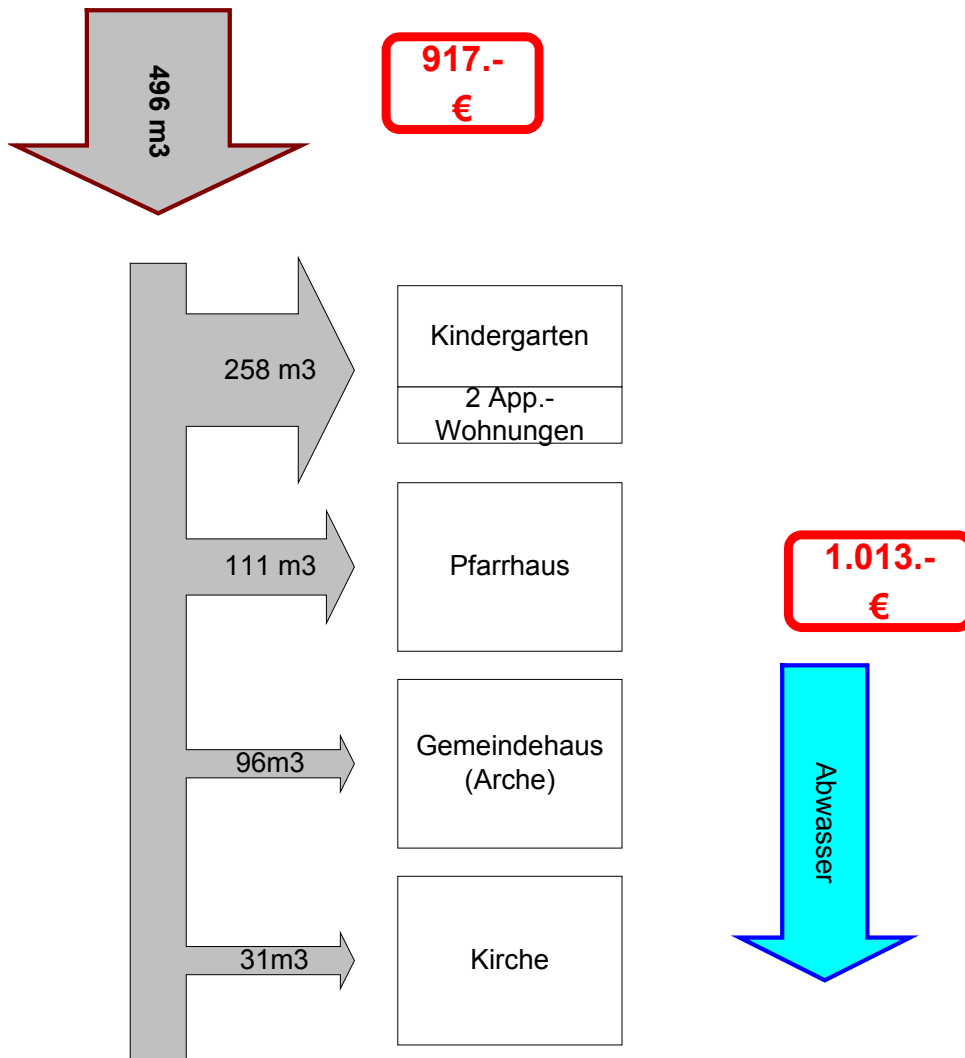 496 m3
917.-
€
258 m3
Kindergarten
2 App.-
Wohnungen
111 m3
Pfarrhaus
1.013.-
€
96m3
Gemeindehaus
(Arche)
Abwasser
31m3
Kirche